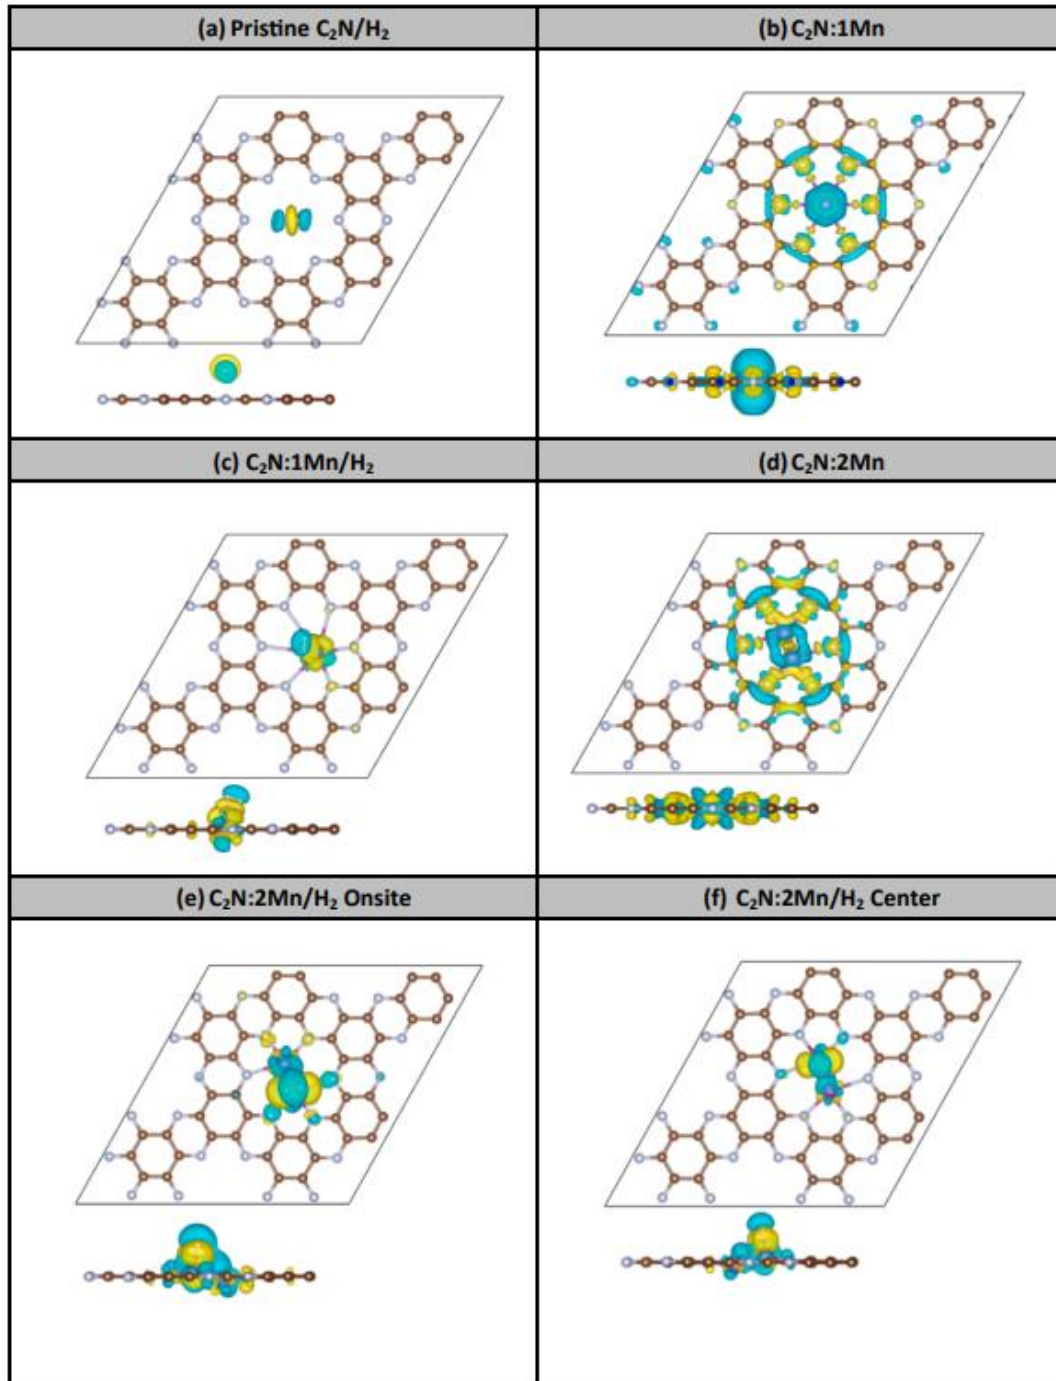 (a) Pristine C₂N/H₂
(b) C₂N:1Mn
(c) C₂N:1Mn/H₂
(d) C₂N:2Mn
(e) C₂N:2Mn/H₂ Onsite
(f) C₂N:2Mn/H₂ Center